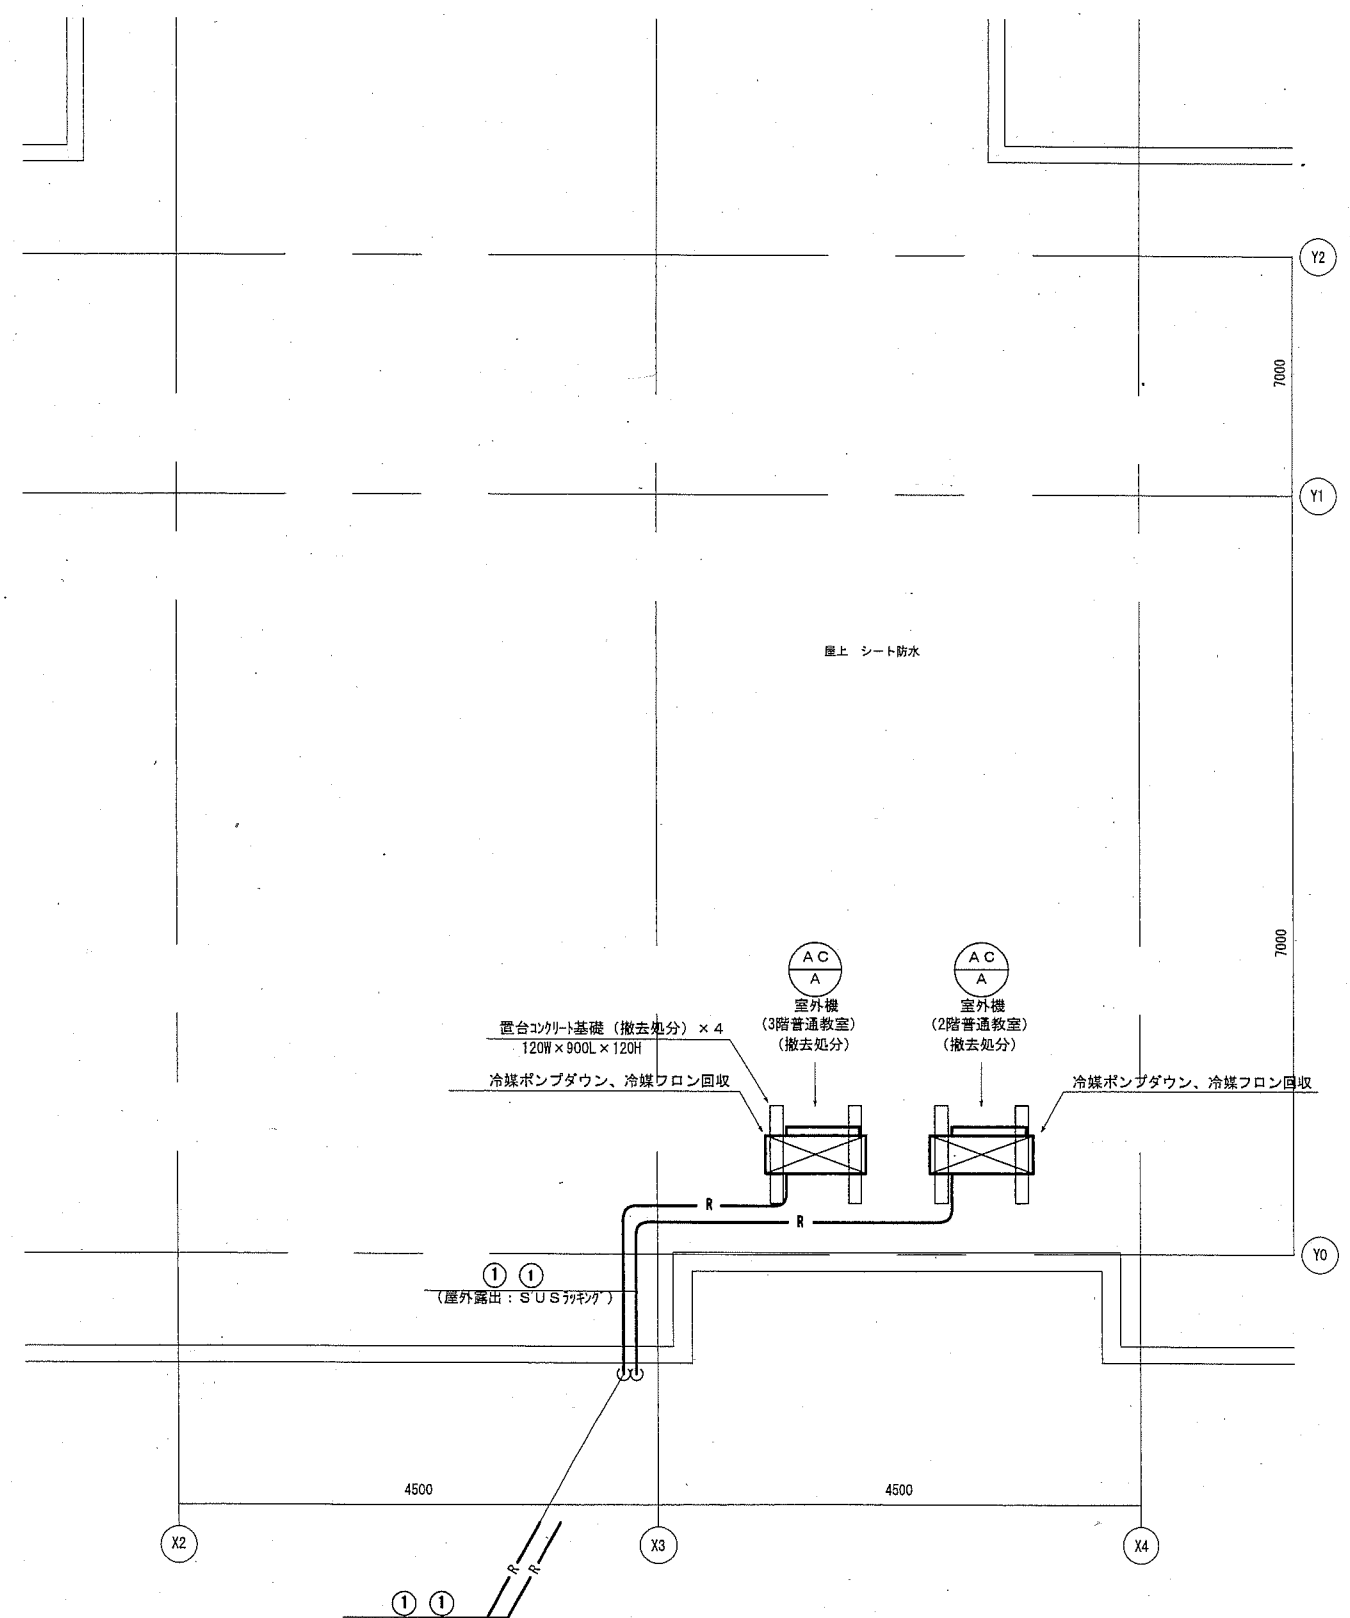 Y2
7000
Y1
屋上 シート防水
7000
AC
A
室外機
(3階普通教室)
(撤去処分)
AC
A
室外機
(2階普通教室)
(撤去処分)
置台コンクリート基礎(撤去処分)×4
120W×900L×120H
冷媒ポンプダウン、冷媒フロン回収
冷媒ポンプダウン、冷媒フロン回収
R
R
Y0
① ①
(屋外露出:SUSラッキング)
4500
4500
X2
X3
X4
R
R
① ①